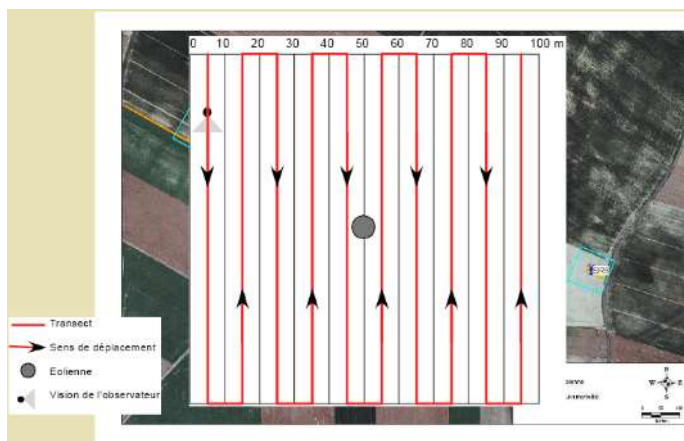 0 10 20 30 40 50 60 70 80 90 100 m
Transect
Sens de déplacement
Eolienne
Vision de l'observateur
N
W E
S